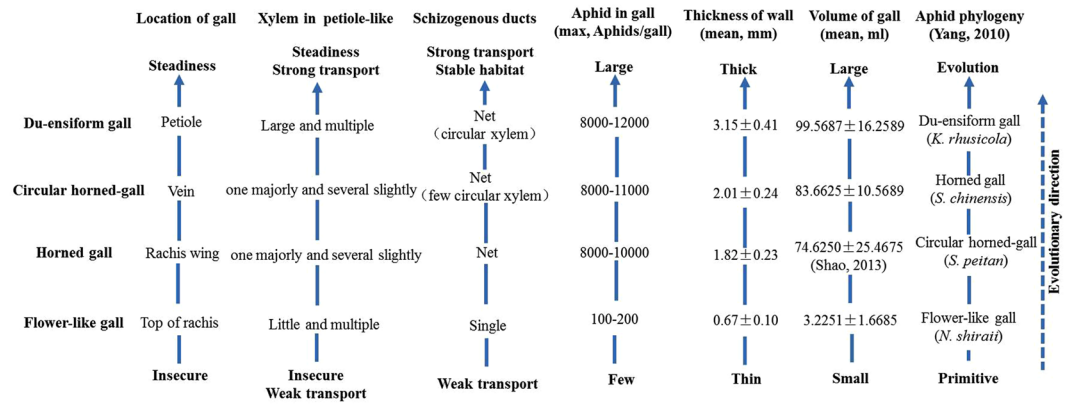 Location of gall
Xylem in petiole-like
Schizogenous ducts
Aphid in gall
(max, Aphids/gall)
Thickness of wall
(mean, mm)
Volume of gall
(mean, ml)
Aphid phylogeny
(Yang, 2010)
Steadiness
Steadiness
Strong transport
Strong transport
Stable habitat
Large
Thick
Large
Evolution
Du-ensiform gall
Petiole
Large and multiple
Net
(circular xylem)
8000-12000
3.15±0.41
99.5687±16.2589
Du-ensiform gall
(K. rhusicola)
Circular horned-gall
Vein
one majorly and several slightly
Net
(few circular xylem)
8000-11000
2.01±0.24
83.6625±10.5689
Horned gall
(S. chinensis)
Horned gall
Rachis wing
one majorly and several slightly
Net
8000-10000
1.82±0.23
74.6250±25.4675
(Shao, 2013)
Circular horned-gall
(S. peitan)
Flower-like gall
Top of rachis
Little and multiple
Single
100-200
0.67±0.10
3.2251±1.6685
Flower-like gall
(N. shiraii)
Insecure
Insecure
Weak transport
Weak transport
Few
Thin
Small
Primitive
Evolutionary direction